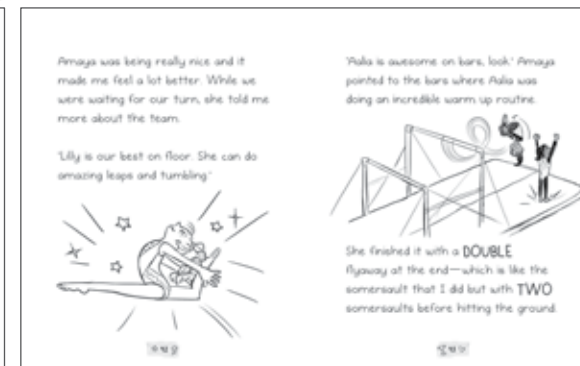 Amaya was being really nice and it
made me feel a lot better. While we
were waiting for our turn, she told me
more about the team.
'Lilly is our best on floor. She can do
amazing leaps and tumbling.'
'Aalia is awesome on bars, look.' Amaya
pointed to the bars where Aalia was
doing an incredible warm up routine.
She finished it with a DOUBLE
flyaway at the end—which is like the
somersault that I did but with TWO
somersaults before hitting the ground.